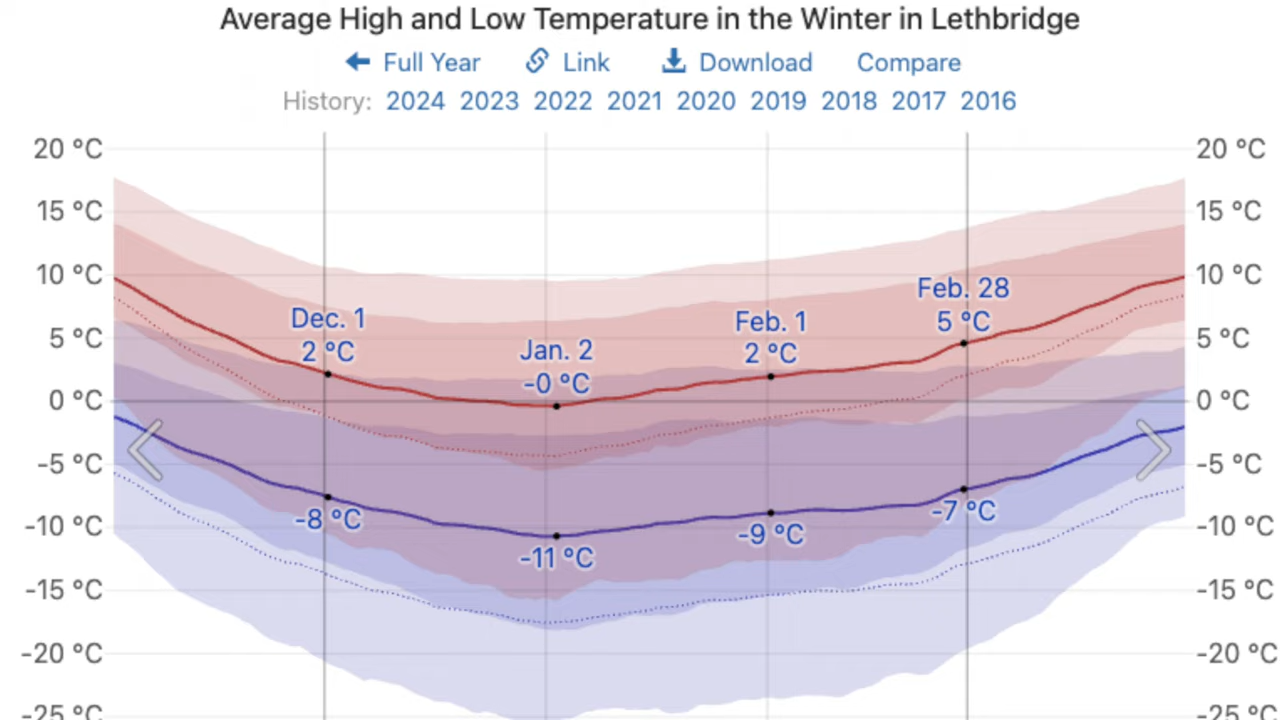 Average High and Low Temperature in the Winter in Lethbridge
Full Year Link Download Compare
History: 2024 2023 2022 2021 2020 2019 2018 2017 2016
20 °C 20 °C
15 °C 15 °C
10 °C 10 °C
Feb. 28
5 °C
Dec. 1
2 °C
Feb. 1
2 °C
5 °C 5 °C
Jan. 2
-0 °C
0 °C 0 °C
-5 °C -5 °C
-8 °C
-7 °C
-10 °C -10 °C
-9 °C
-11 °C
-15 °C -15 °C
-20 °C -20 °C
-25 °C -25 °C